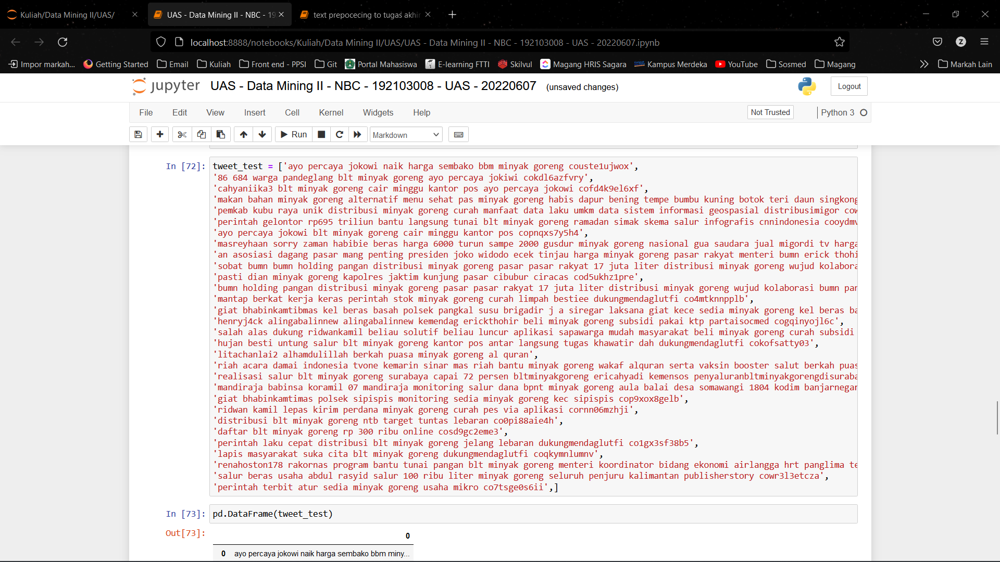 Kuliah/Data Mining II/UAS/
UAS - Data Mining II - NBC - 19
text prepocecing to tugas akhir
localhost:8888/notebooks/Kuliah/Data Mining II/UAS/UAS - Data Mining II - NBC - 192103008 - UAS - 20220607.ipynb
Z
Impor markah... Getting Started Email Kuliah Front end - PPSI Git Portal Mahasiswa E-learning FTTI Skilvul Magang HRIS Sagara Kampus Merdeka YouTube Sosmed Magang Markah Lain
jupyter UAS - Data Mining II - NBC - 192103008 - UAS - 20220607 (unsaved changes) Logout
File Edit View Insert Cell Kernel Widgets Help Not Trusted Python 3
Run Markdown
In [72]: tweet_test = ['ayo percaya jokowi naik harga sembako bbm minyak goreng couste1ujwox',
'86 684 warga pandeglang blt minyak goreng ayo percaya jokiwi cokdl6azfvry',
'cahyaniika3 blt minyak goreng cair minggu kantor pos ayo percaya jokowi cofd4k9el6xf',
'makan bahan minyak goreng alternatif menu sehat pas minyak goreng habis dapur bening tempe bumbu kuning botok teri daun singkong
'pemkab kubu raya unik distribusi minyak goreng curah manfaat data laku umkm data sistem informasi geospasial distribusimigor cow
'perintah gelontor rp695 triliun bantu langsung tunai blt minyak goreng ramadan simak skema salur infografis cnnindonesia cooydmv
'ayo percaya jokowi blt minyak goreng cair minggu kantor pos copnqxs7y5h4',
'masreyhaan sorry zaman habibie beras harga 6000 turun sampe 2000 gusdur minyak goreng nasional gua saudara jual migordi tv harga
'an asosiasi dagang pasar mang penting presiden joko widodo ecek tinjau harga minyak goreng pasar rakyat menteri bumn erick thohi
'sobat bumn bumn holding pangan distribusi minyak goreng pasar pasar rakyat 17 juta liter distribusi minyak goreng wujud kolabora
'pasti dian minyak goreng kapolres jaktim kunjung pasar cibubur ciracas cod5ukhz1pre',
'bumn holding pangan distribusi minyak goreng pasar pasar rakyat 17 juta liter distribusi minyak goreng wujud kolaborasi bumn pan
'mantap berkat kerja keras perintah stok minyak goreng curah limpah bestiee dukungmendaglutfi co4mtknnpplb',
'giat bhabinkamtibmas kel beras basah polsek pangkal susu brigadir j a siregar laksana giat kece sedia minyak goreng kel beras ba
'henryj4ck alingabalinnew alingabalinnew kemendag erickthohir beli minyak goreng subsidi pakai ktp partaisocmed cogqinyojl6c',
'salah alas dukung ridwankamil beliau solutif beliau luncur aplikasi sapawarga mudah masyarakat beli minyak goreng curah subsidi
'hujan besti untung salur blt minyak goreng kantor pos antar langsung tugas khawatir dah dukungmendaglutfi cokofsatty03',
'litachanlai2 alhamdulillah berkah puasa minyak goreng al quran',
'riah acara damai indonesia tvone kemarin sinar mas riah bantu minyak goreng wakaf alquran serta vaksin booster salut berkah puas
'realisasi salur blt minyak goreng surabaya capai 72 persen bltminyakgoreng ericahyadi kemensos penyaluranbltminyakgorengdisuraba
'mandiraja babinsa koramil 07 mandiraja monitoring salur dana bpnt minyak goreng aula balai desa somawangi 1804 kodim banjarnegar
'giat bhabinkamtimas polsek sipispis monitoring sedia minyak goreng kec sipispis cop9xox8gelb',
'ridwan kamil lepas kirim perdana minyak goreng curah pes via aplikasi cornn06mzhji',
'distribusi blt minyak goreng ntb target tuntas lebaran co0pi88aie4h',
'daftar blt minyak goreng rp 300 ribu online cosd9gc2eme3',
'perintah laku cepat distribusi blt minyak goreng jelang lebaran dukungmendaglutfi co1gx3sf38b5',
'lapis masyarakat suka cita blt minyak goreng dukungmendaglutfi coqkymnlumnv',
'renahoston178 rakornas program bantu tunai pangan blt minyak goreng menteri koordinator bidang ekonomi airlangga hrt panglima te
'salur beras usaha abdul rasyid salur 100 ribu liter minyak goreng seluruh penjuru kalimantan publisherstory cowr3l3etcza',
'perintah terbit atur sedia minyak goreng usaha mikro co7tsge0s6ii',]
In [73]: pd.DataFrame(tweet_test)
Out[73]:
0
0 ayo percaya jokowi naik harga sembako bbm miny...